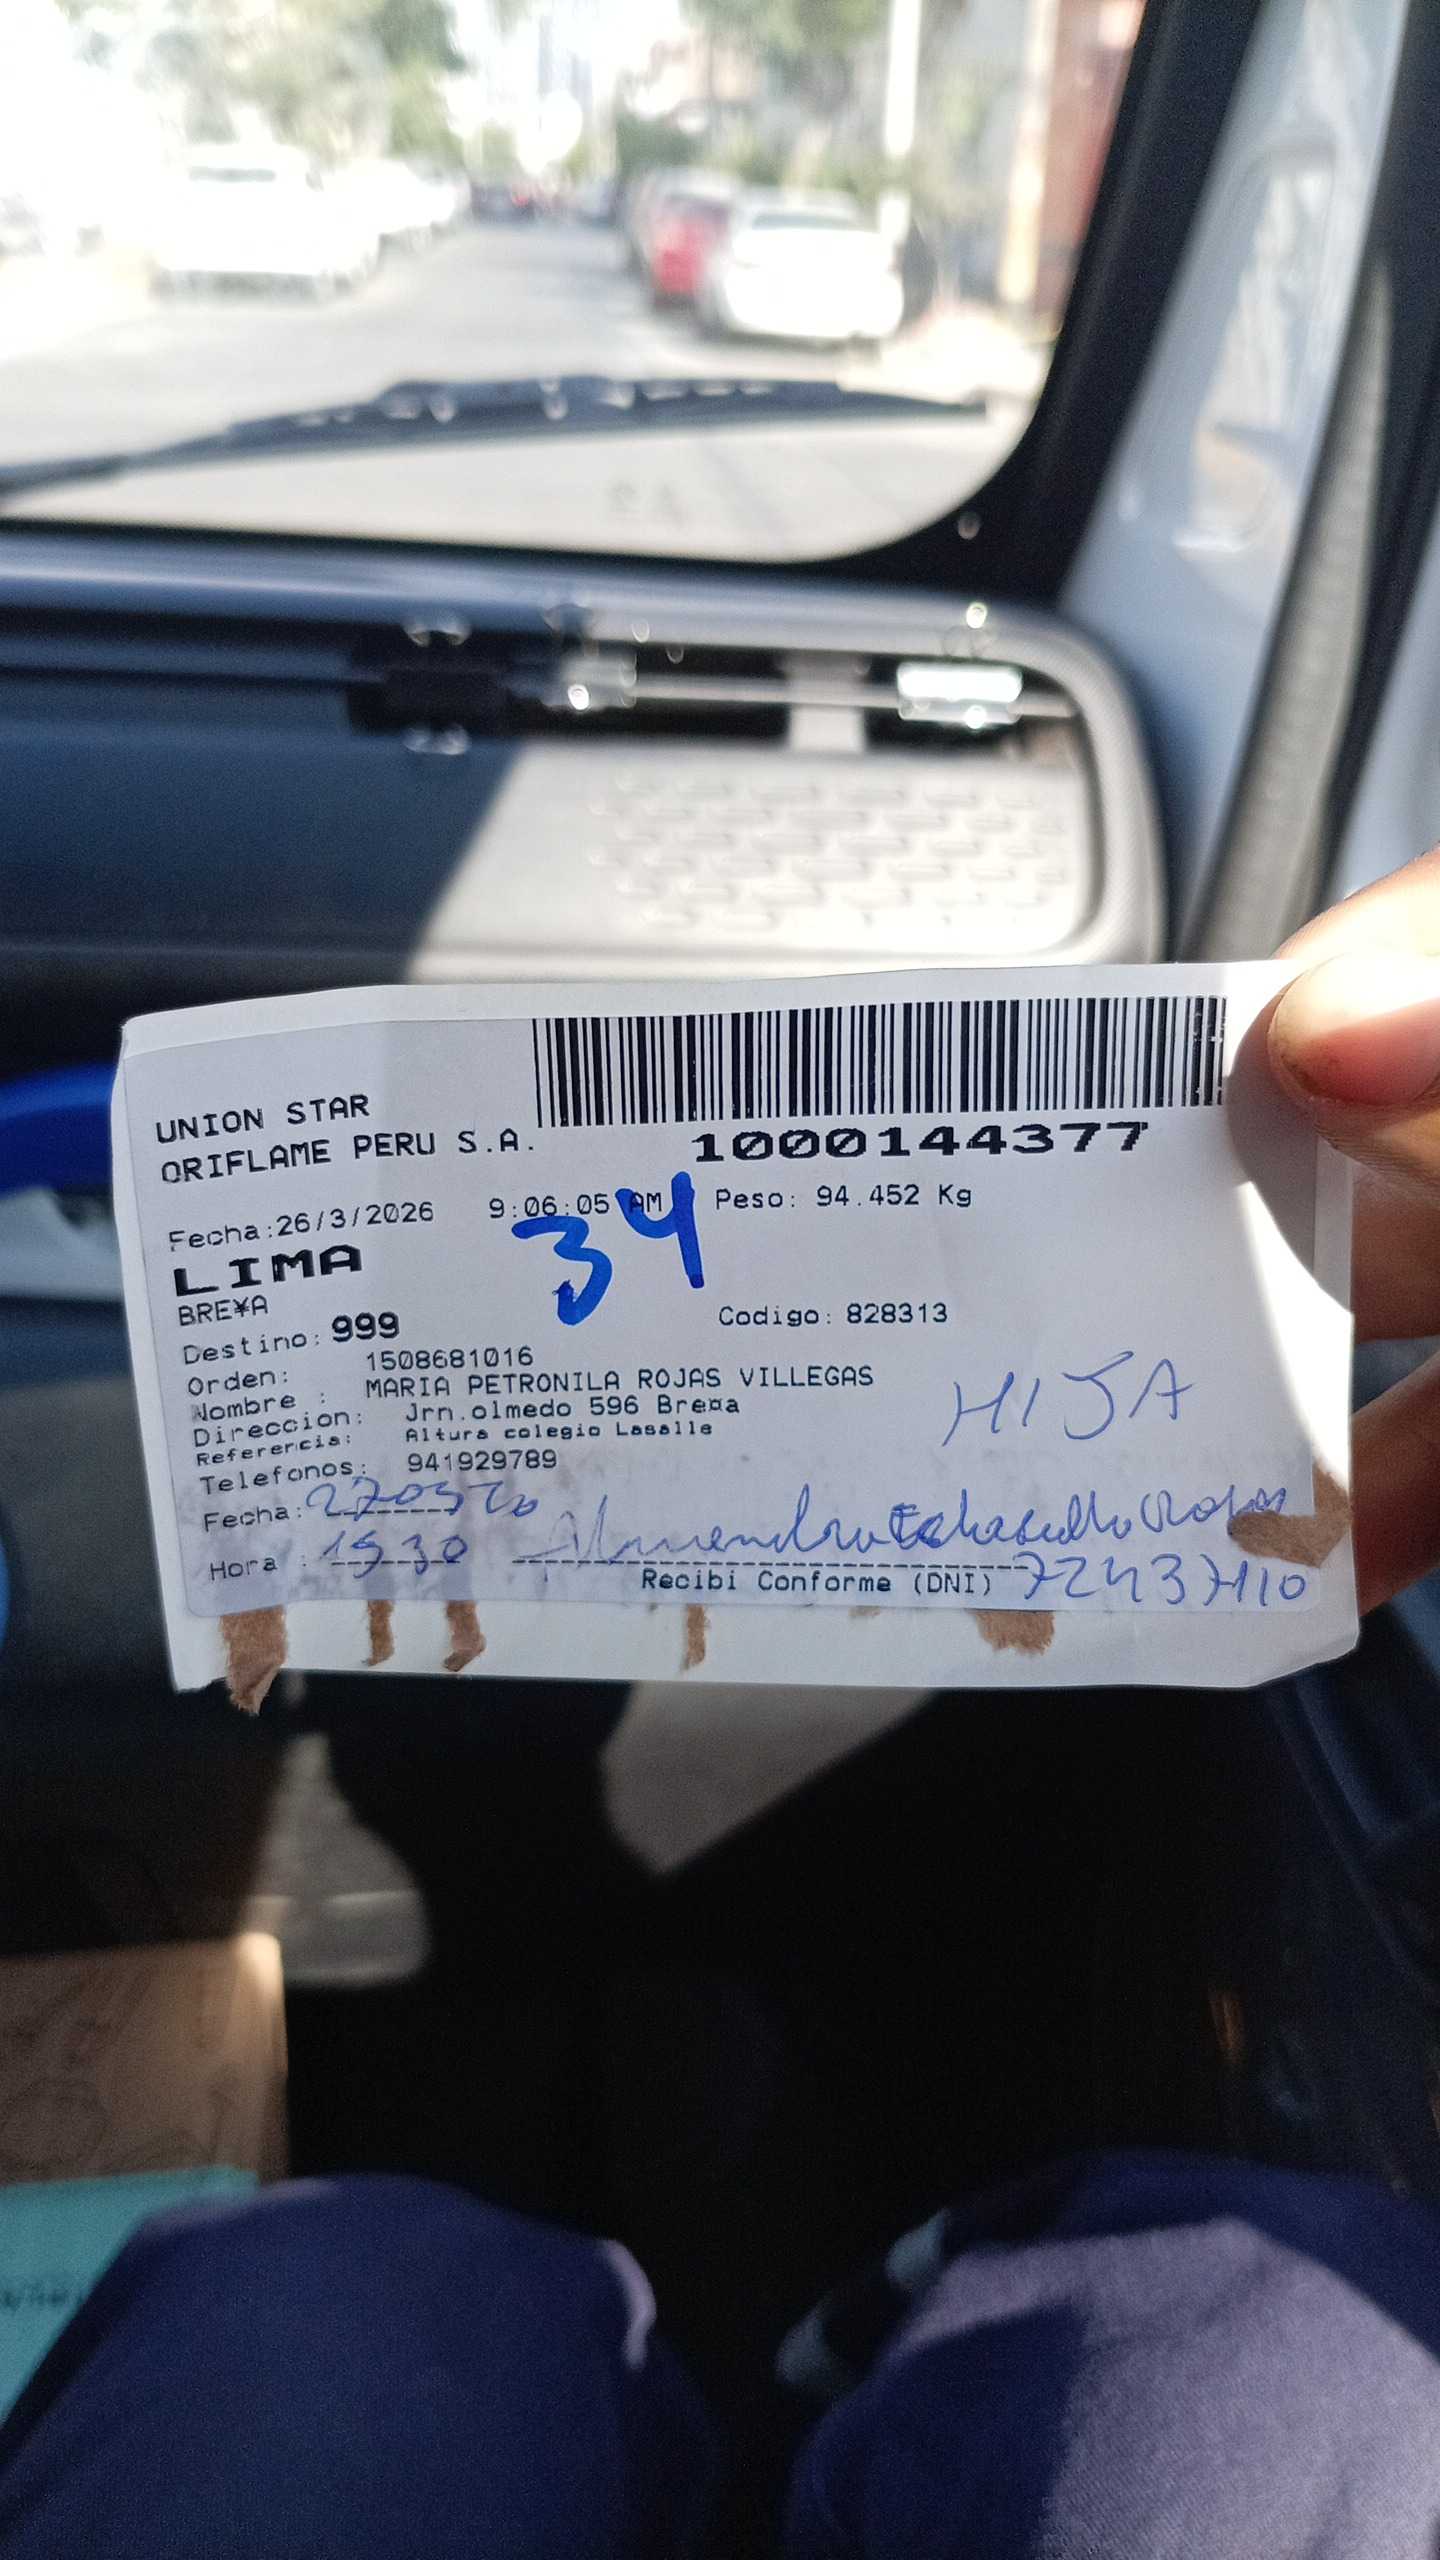 UNION STAR
ORIFLAME PERU S.A.
1000144377
Fecha:26/3/2026 9:06:05 AM Peso: 94.452 Kg
34
LIMA
BRE¥A
Destino: 999 Codigo: 828313
Orden: 1508681016
Nombre : MARIA PETRONILA ROJAS VILLEGAS
Direccion: Jrn.olmedo 596 Bre¤a
Referencia: Altura colegio Lasalle
HIJA
Telefonos: 941929789
Fecha:
Hora : 1530
Recibi Conforme (DNI) 72437110